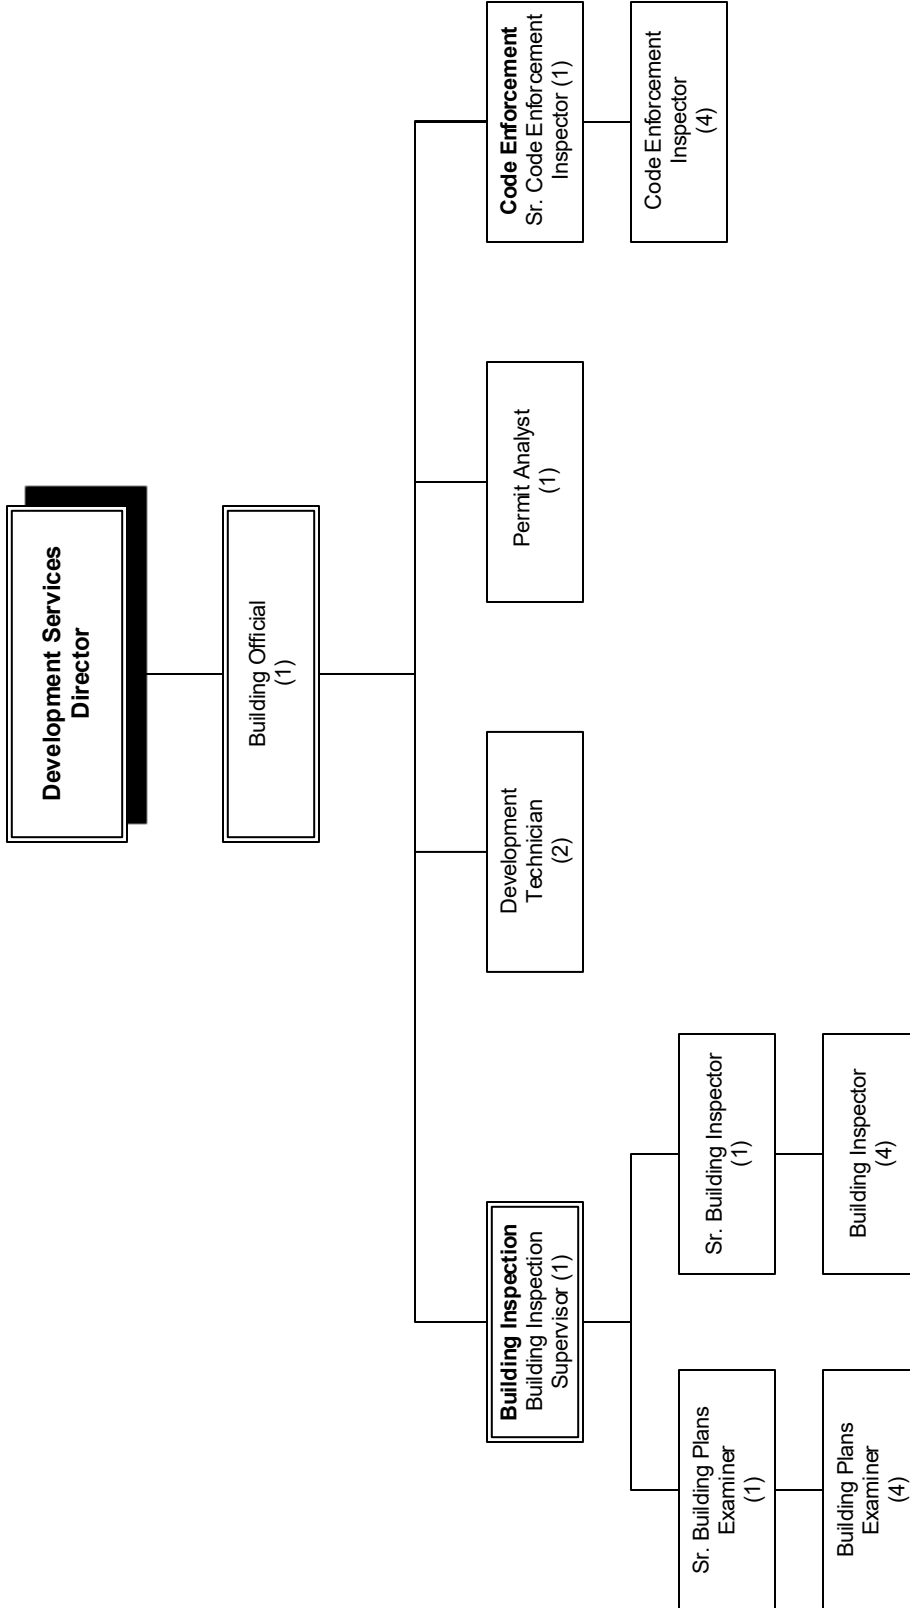 Development Services
Director
Building Official
(1)
Building Inspection
Building Inspection
Supervisor (1)
Development
Technician
(2)
Permit Analyst
(1)
Code Enforcement
Sr. Code Enforcement
Inspector (1)
Sr. Building Plans
Examiner
(1)
Sr. Building Inspector
(1)
Code Enforcement
Inspector
(4)
Building Plans
Examiner
(4)
Building Inspector
(4)